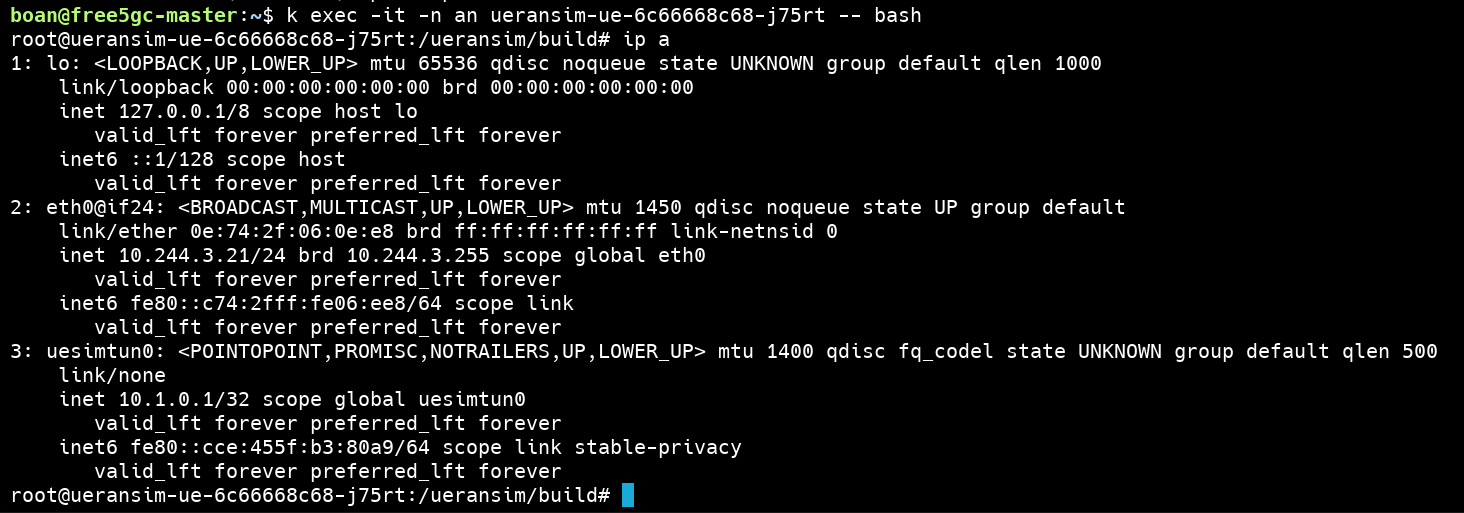 boan@free5gc-master:~$ k exec -it -n an ueransim-ue-6c66668c68-j75rt -- bash
root@ueransim-ue-6c66668c68-j75rt:/ueransim/build# ip a
1: lo: <LOOPBACK,UP,LOWER_UP> mtu 65536 qdisc noqueue state UNKNOWN group default qlen 1000
    link/loopback 00:00:00:00:00:00 brd 00:00:00:00:00:00
    inet 127.0.0.1/8 scope host lo
       valid_lft forever preferred_lft forever
    inet6 ::1/128 scope host
       valid_lft forever preferred_lft forever
2: eth0@if24: <BROADCAST,MULTICAST,UP,LOWER_UP> mtu 1450 qdisc noqueue state UP group default
    link/ether 0e:74:2f:06:0e:e8 brd ff:ff:ff:ff:ff:ff link-netnsid 0
    inet 10.244.3.21/24 brd 10.244.3.255 scope global eth0
       valid_lft forever preferred_lft forever
    inet6 fe80::c74:2fff:fe06:ee8/64 scope link
       valid_lft forever preferred_lft forever
3: uesimtun0: <POINTOPOINT,PROMISC,NOTRAILERS,UP,LOWER_UP> mtu 1400 qdisc fq_codel state UNKNOWN group default qlen 500
    link/none
    inet 10.1.0.1/32 scope global uesimtun0
       valid_lft forever preferred_lft forever
    inet6 fe80::cce:455f:b3:80a9/64 scope link stable-privacy
       valid_lft forever preferred_lft forever
root@ueransim-ue-6c66668c68-j75rt:/ueransim/build#